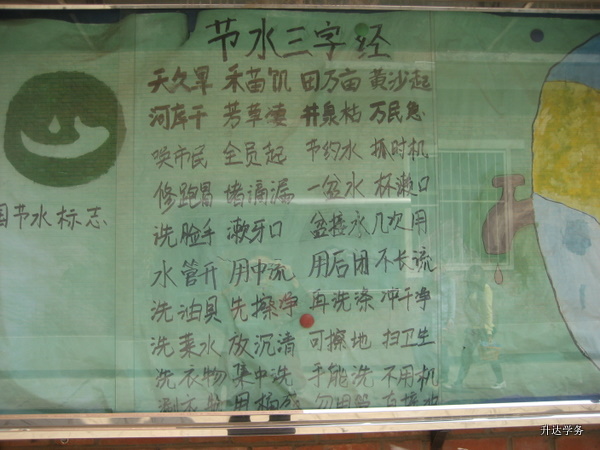 节水三字经
天久旱 禾苗饥 田万亩 黄沙起
河库干 芳草凄 井泉枯 万民急
唤市民 全员起 节约水 抓时机
修跑冒 堵滴漏 一盆水 杯漱口
洗脸手 漱牙口 盆接水 几次用
水管开 用中流 用后闭 不长流
洗油具 先擦净 再洗涤 冲干净
洗菜水 放沉清 可擦地 扫卫生
洗衣物 集中洗 手能洗 不用机
国节水标志
升达学务